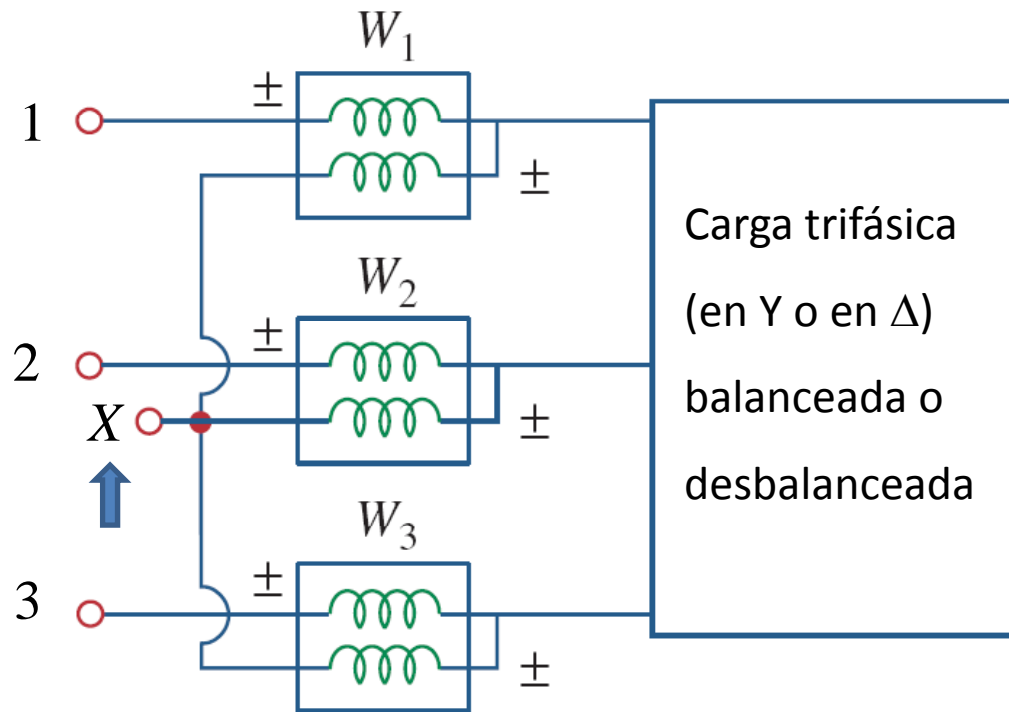 W₁
±
1
±
Carga trifásica
(en Y o en Δ)
balanceada o
desbalanceada
W₂
±
2
X
±
W₃
±
3
±